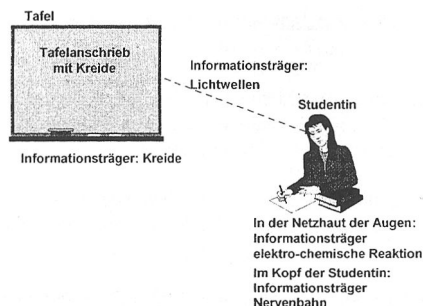 Tafel
Tafelanschrieb
mit Kreide
Informationsträger:
Lichtwellen
Studentin
Informationsträger: Kreide
In der Netzhaut der Augen:
Informationsträger
elektro-chemische Reaktion
Im Kopf der Studentin:
Informationsträger
Nervenbahn